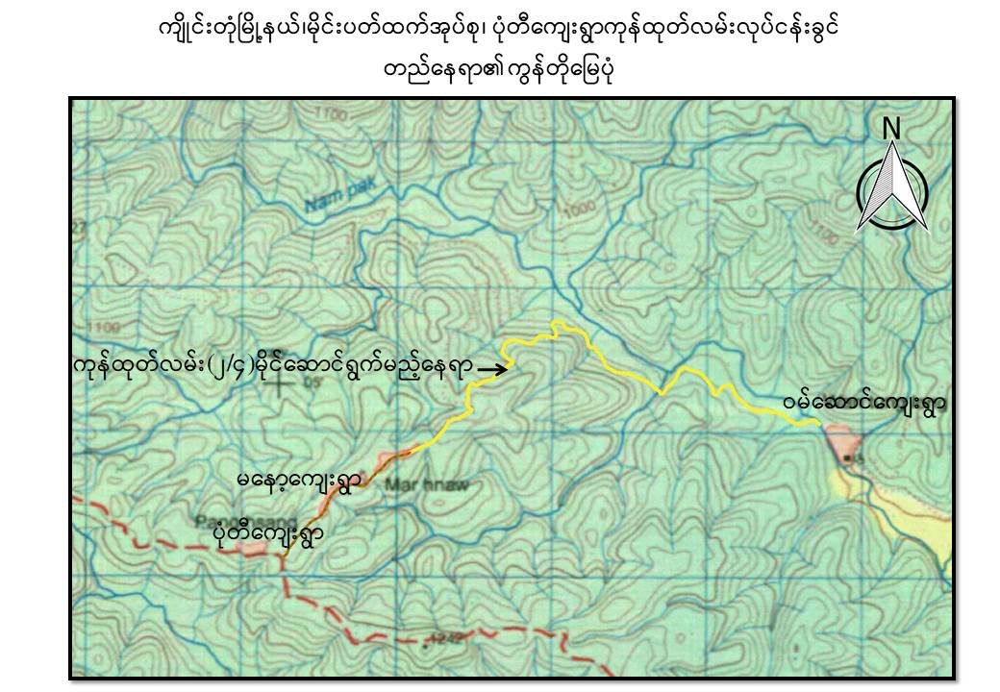 ကျိုင်းတုံမြို့နယ်၊မိုင်းပတ်ထက်အုပ်စု၊ ပုံတီကျေးရွာကုန်ထုတ်လမ်းလုပ်ငန်းခွင်
တည်နေရာ၏ ကွန်တိုမြေပုံ
N
1100
Nam pak
1000
1100
27
1100
ကုန်ထုတ်လမ်း(၂/၄)မိုင်ဆောင်ရွက်မည့်နေရာ
05'
ဝမ်ဆောင်ကျေးရွာ
မနော့ကျေးရွာ
Mar hnaw
ပုံတီကျေးရွာ
1249